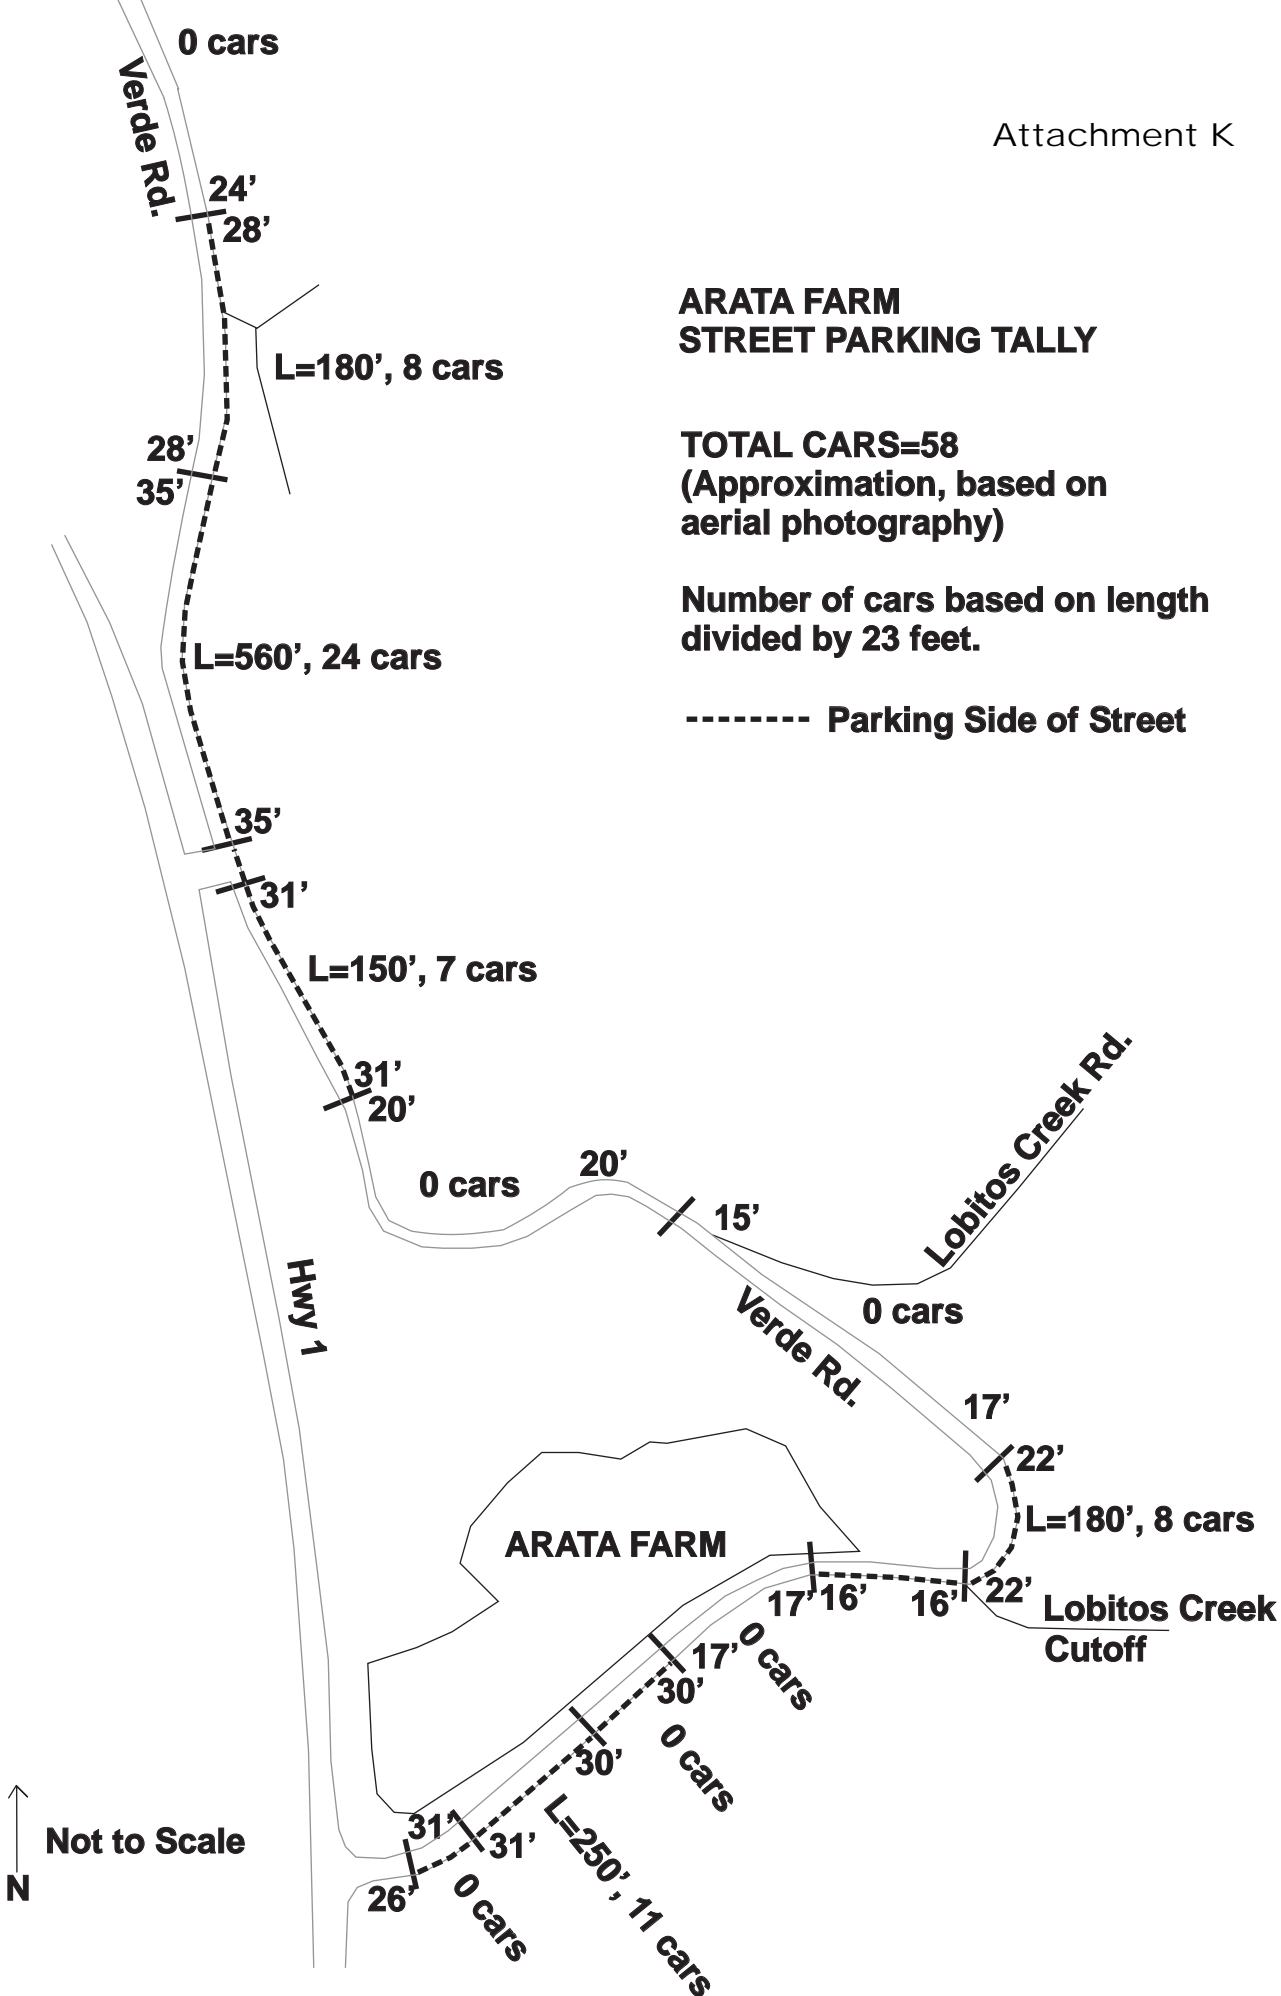 0 cars
Verde Rd.
Attachment K
24’
28’
ARATA FARM
STREET PARKING TALLY
L=180’, 8 cars
28’
35’
TOTAL CARS=58
(Approximation, based on
aerial photography)
Number of cars based on length
divided by 23 feet.
L=560’, 24 cars
-------- Parking Side of Street
35’
31’
L=150’, 7 cars
31’
20’
0 cars
20’
15’
Lobitos Creek Rd.
0 cars
Verde Rd.
Hwy 1
17’
22’
L=180’, 8 cars
ARATA FARM
17’
16’
16’
22’
Lobitos Creek
Cutoff
0 cars
17’
30’
0 cars
30’
L=250’, 11 cars
31’
31’
26’
0 cars
Not to Scale
N